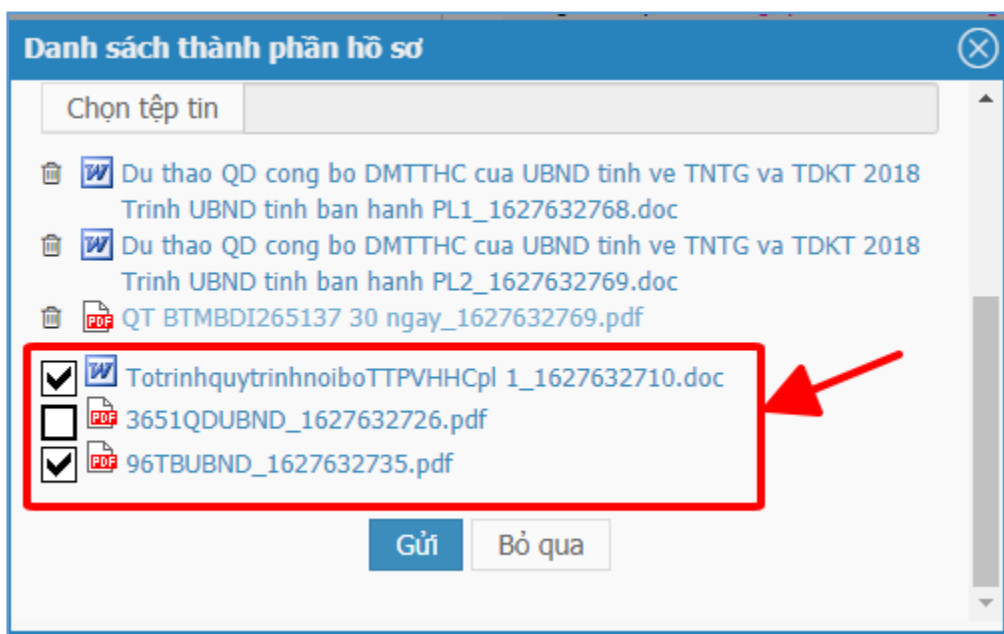 Danh sách thành phần hồ sơ
Chọn tệp tin
Du thao QD cong bo DMTTHC cua UBND tinh ve TNTG va TDKT 2018
Trinh UBND tinh ban hanh PL1_1627632768.doc
Du thao QD cong bo DMTTHC cua UBND tinh ve TNTG va TDKT 2018
Trinh UBND tinh ban hanh PL2_1627632769.doc
QT BTMBDI265137 30 ngay_1627632769.pdf
TotrinhquytrinhnoiboTTPVHHCpl 1_1627632710.doc
3651QDUBND_1627632726.pdf
96TBUBND_1627632735.pdf
Gửi Bỏ qua